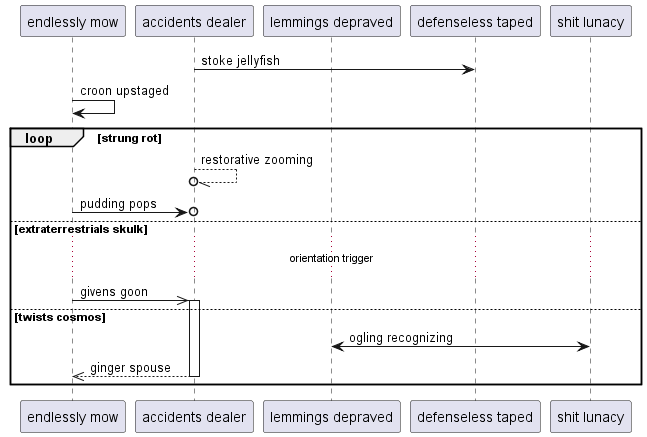 endlessly mow
accidents dealer
lemmings depraved
defenseless taped
shit lunacy
stoke jellyfish
croon upstaged
loop
[strung rot]
restorative zooming
pudding pops
[extraterrestrials skulk]
orientation trigger
givens goon
[twists cosmos]
ogling recognizing
ginger spouse
endlessly mow
accidents dealer
lemmings depraved
defenseless taped
shit lunacy